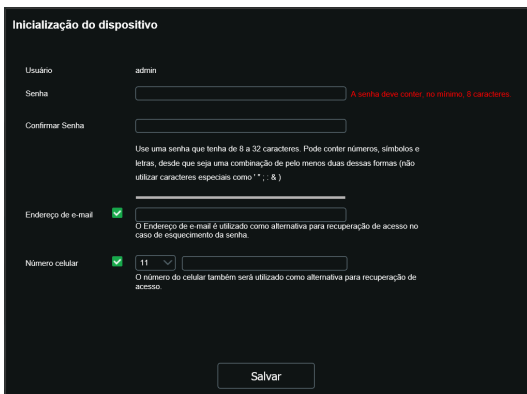 Inicialização do dispositivo
Usuário admin
Senha A senha deve conter, no mínimo, 8 caracteres.
Confirmar Senha
Use uma senha que tenha de 8 a 32 caracteres. Pode conter números, símbolos e
letras, desde que seja uma combinação de pelo menos duas dessas formas (não
utilizar caracteres especiais como ' " ; : & )
Endereço de e-mail
O Endereço de e-mail é utilizado como alternativa para recuperação de acesso no
caso de esquecimento da senha.
Número celular 11
O número do celular também será utilizado como alternativa para recuperação de
acesso.
Salvar